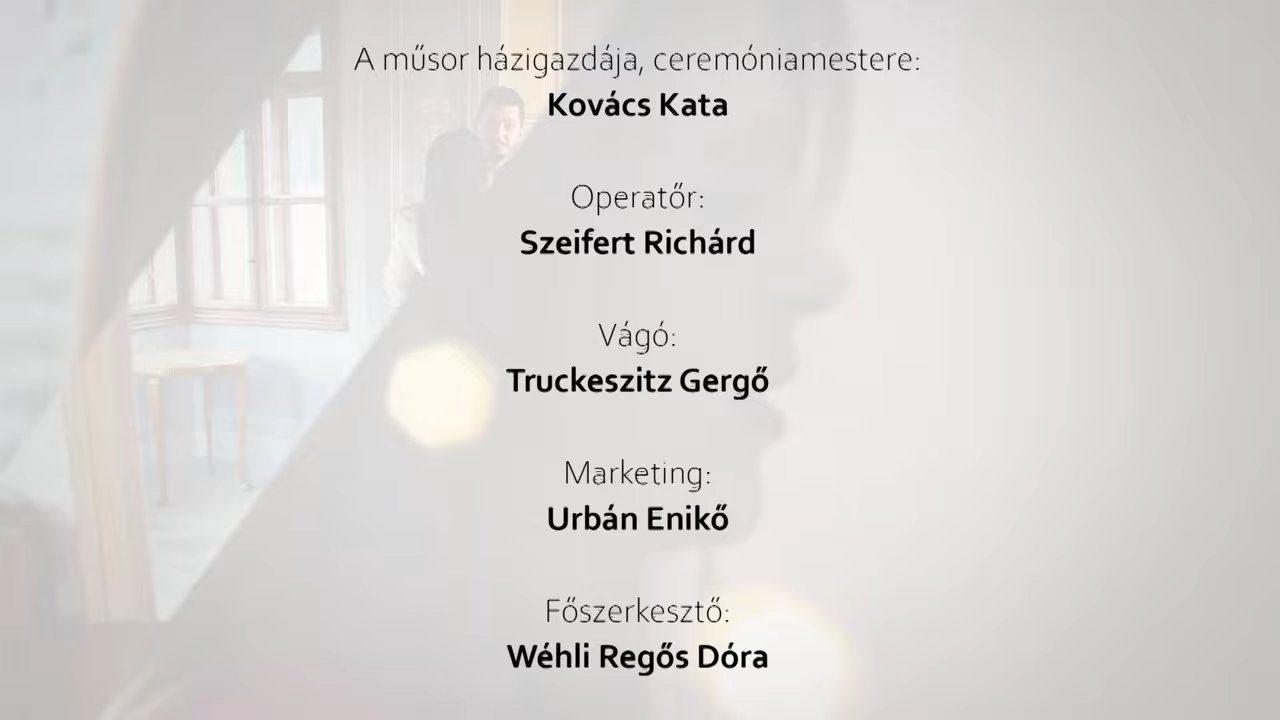 A műsor házigazdája, ceremóniamestere:
Kovács Kata
Operatőr:
Szeifert Richárd
Vágó:
Truckeszitz Gergő
Marketing:
Urbán Enikő
Főszerkesztő:
Wéhli Regős Dóra